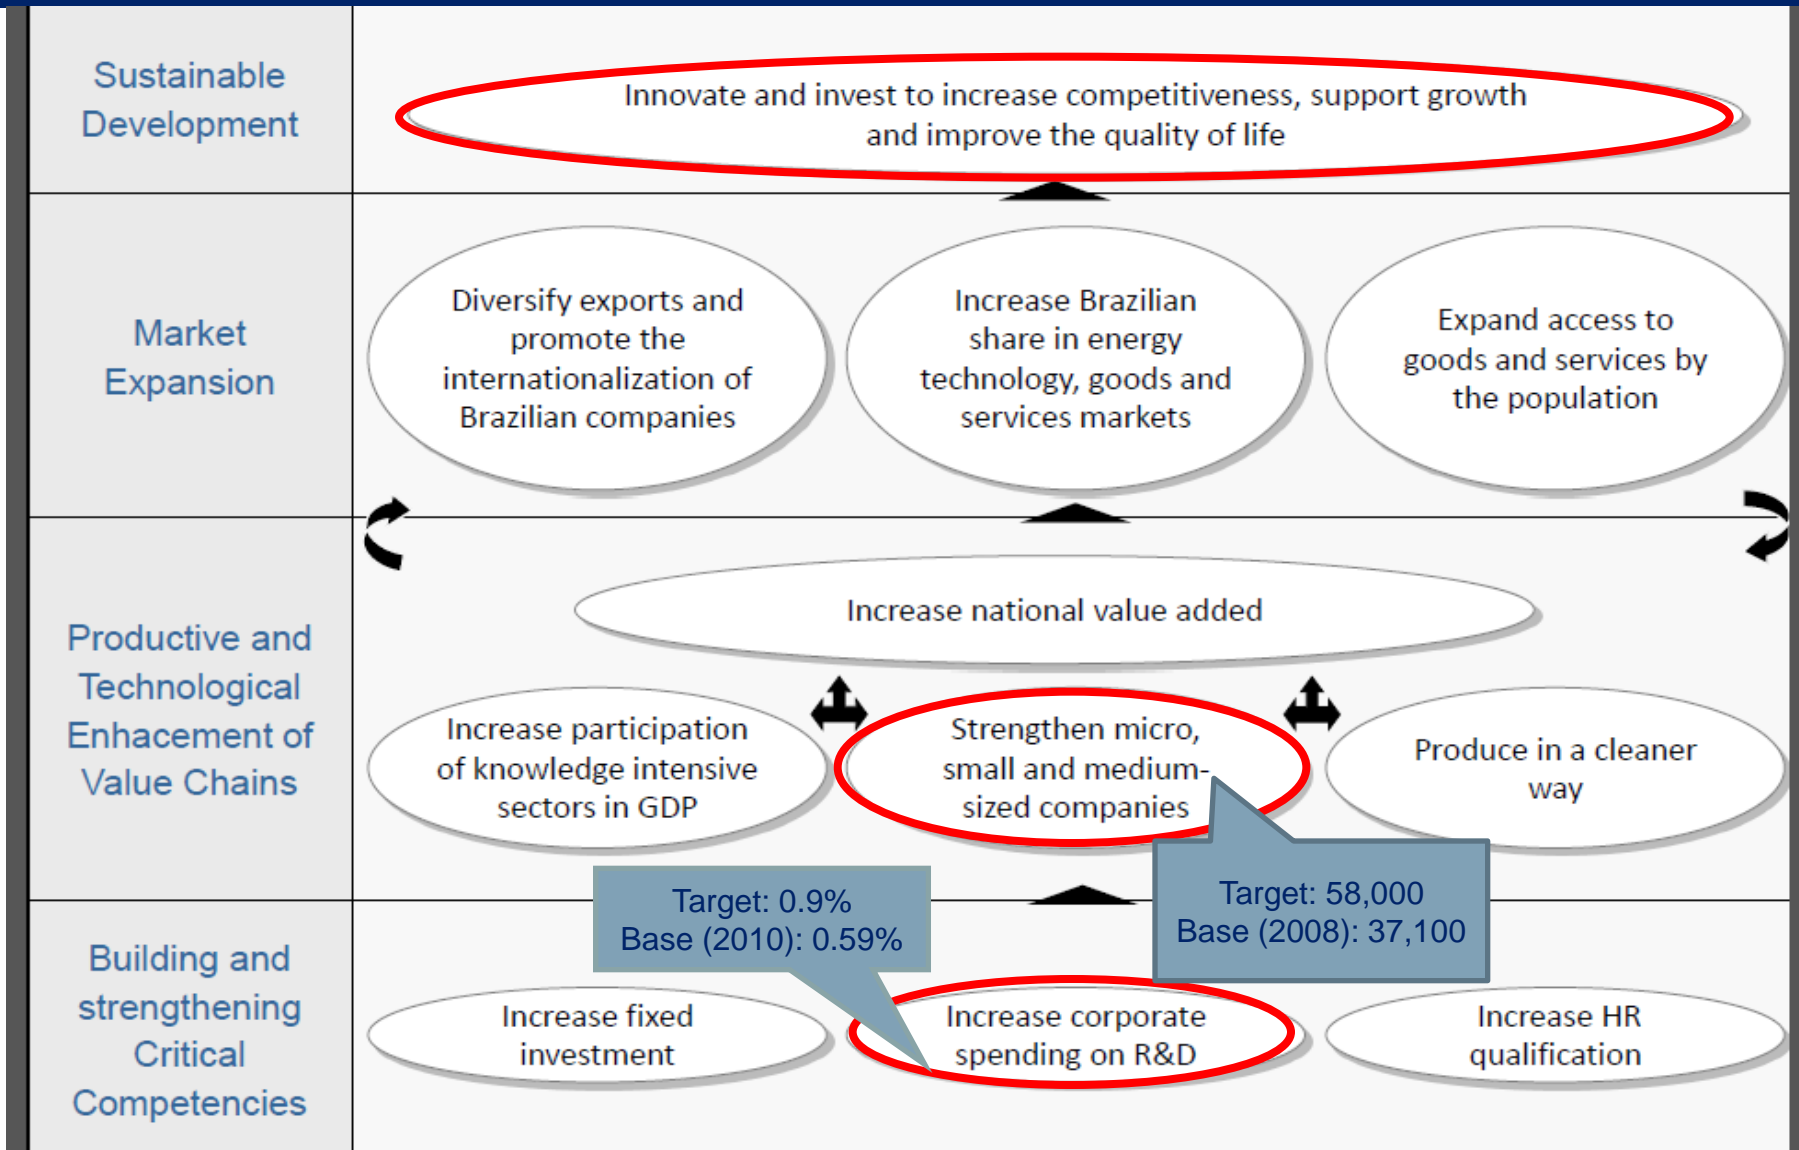 Sustainable
Development
Innovate and invest to increase competitiveness, support growth
and improve the quality of life
Market
Expansion
Diversify exports and
promote the
internationalization of
Brazilian companies
Increase Brazilian
share in energy
technology, goods and
services markets
Expand access to
goods and services by
the population
Productive and
Technological
Enhacement of
Value Chains
Increase national value added
Increase participation
of knowledge intensive
sectors in GDP
Strengthen micro,
small and medium-
sized companies
Produce in a cleaner
way
Target: 0.9%
Base (2010): 0.59%
Target: 58,000
Base (2008): 37,100
Building and
strengthening
Critical
Competencies
Increase fixed
investment
Increase corporate
spending on R&D
Increase HR
qualification